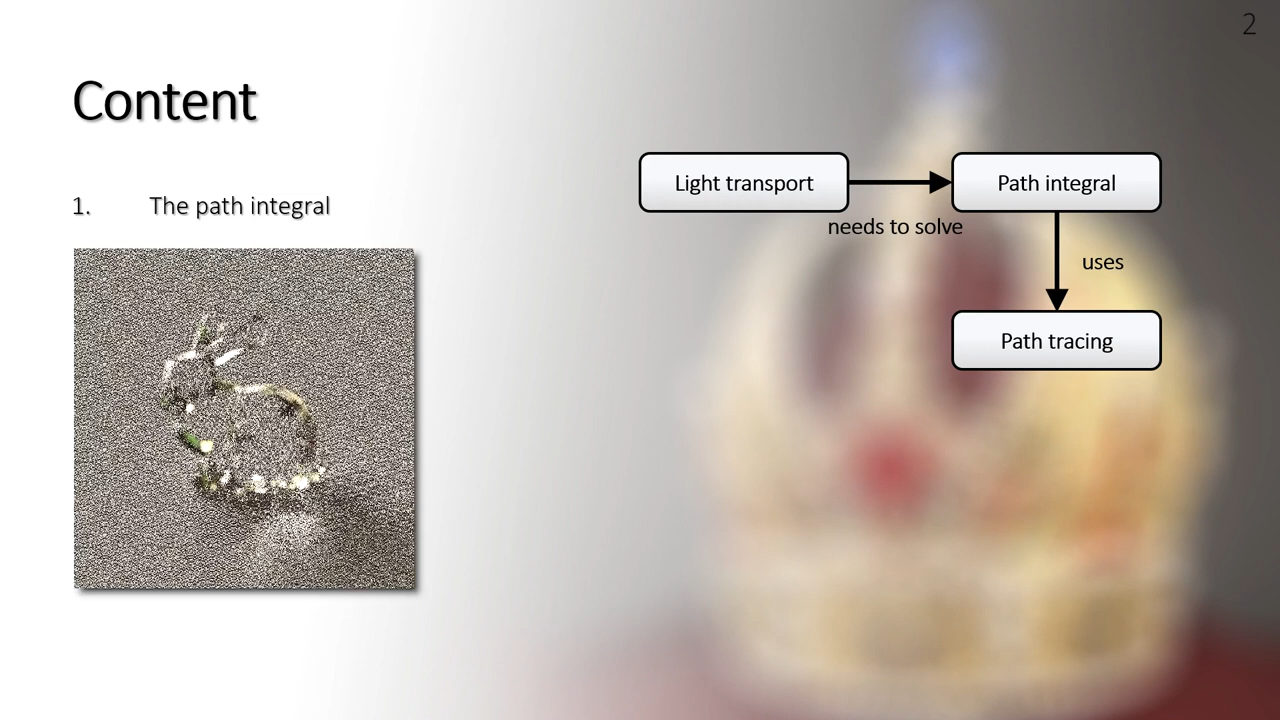 2
Content
1. The path integral
Light transport
Path integral
needs to solve
uses
Path tracing